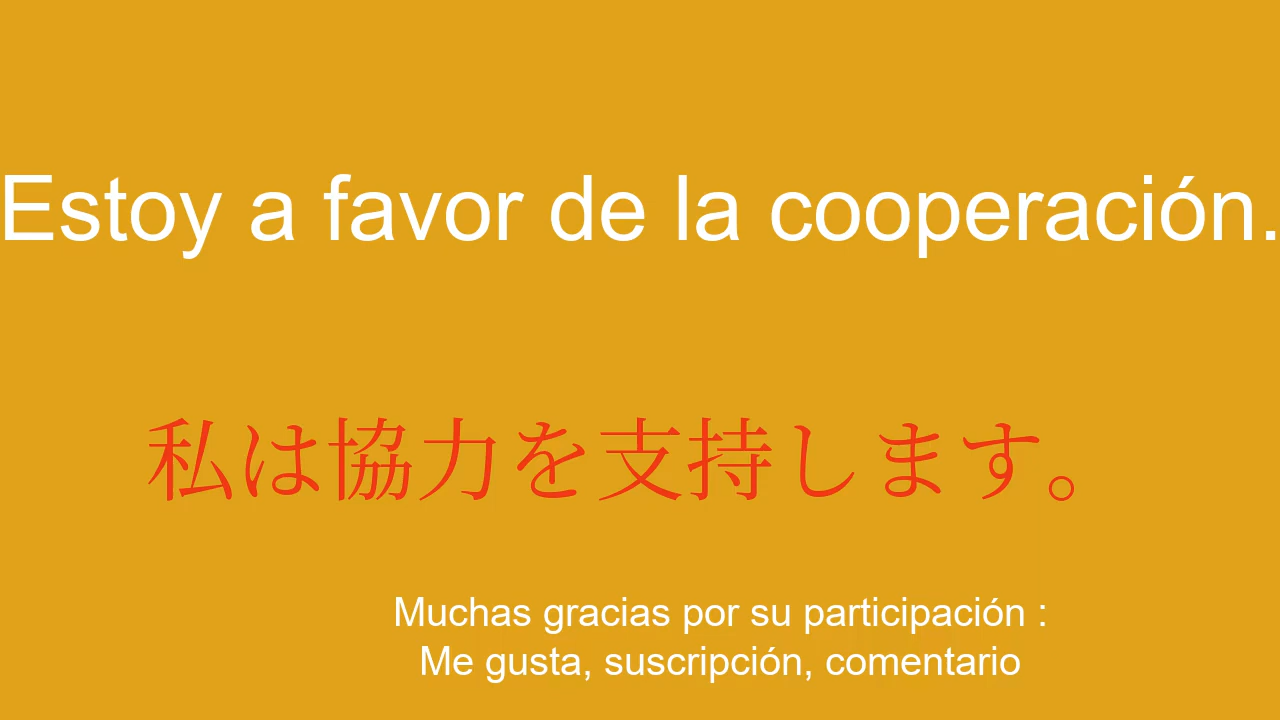 Estoy a favor de la cooperación.
私は協力を支持します。
Muchas gracias por su participación :
Me gusta, suscripción, comentario